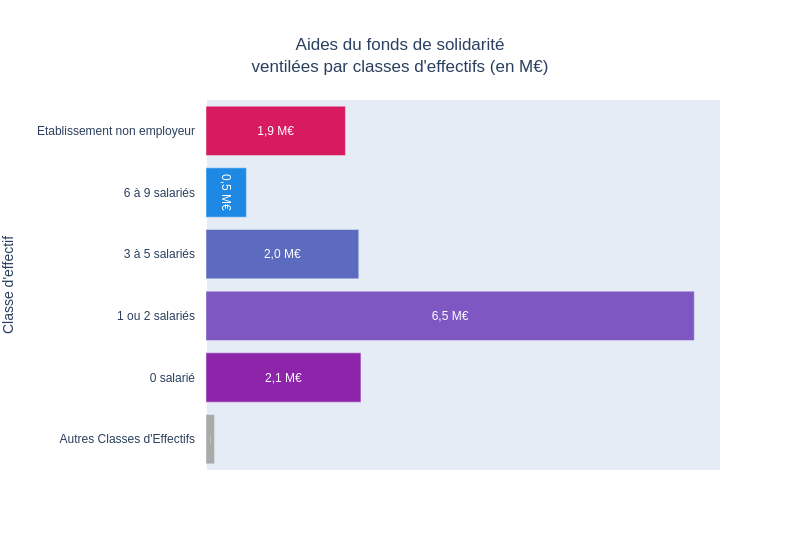 Aides du fonds de solidarité
ventilées par classes d'effectifs (en M€)
Etablissement non employeur
1,9 M€
6 à 9 salariés
0,5 M€
3 à 5 salariés
2,0 M€
Classe d'effectif
1 ou 2 salariés
6,5 M€
0 salarié
2,1 M€
Autres Classes d'Effectifs